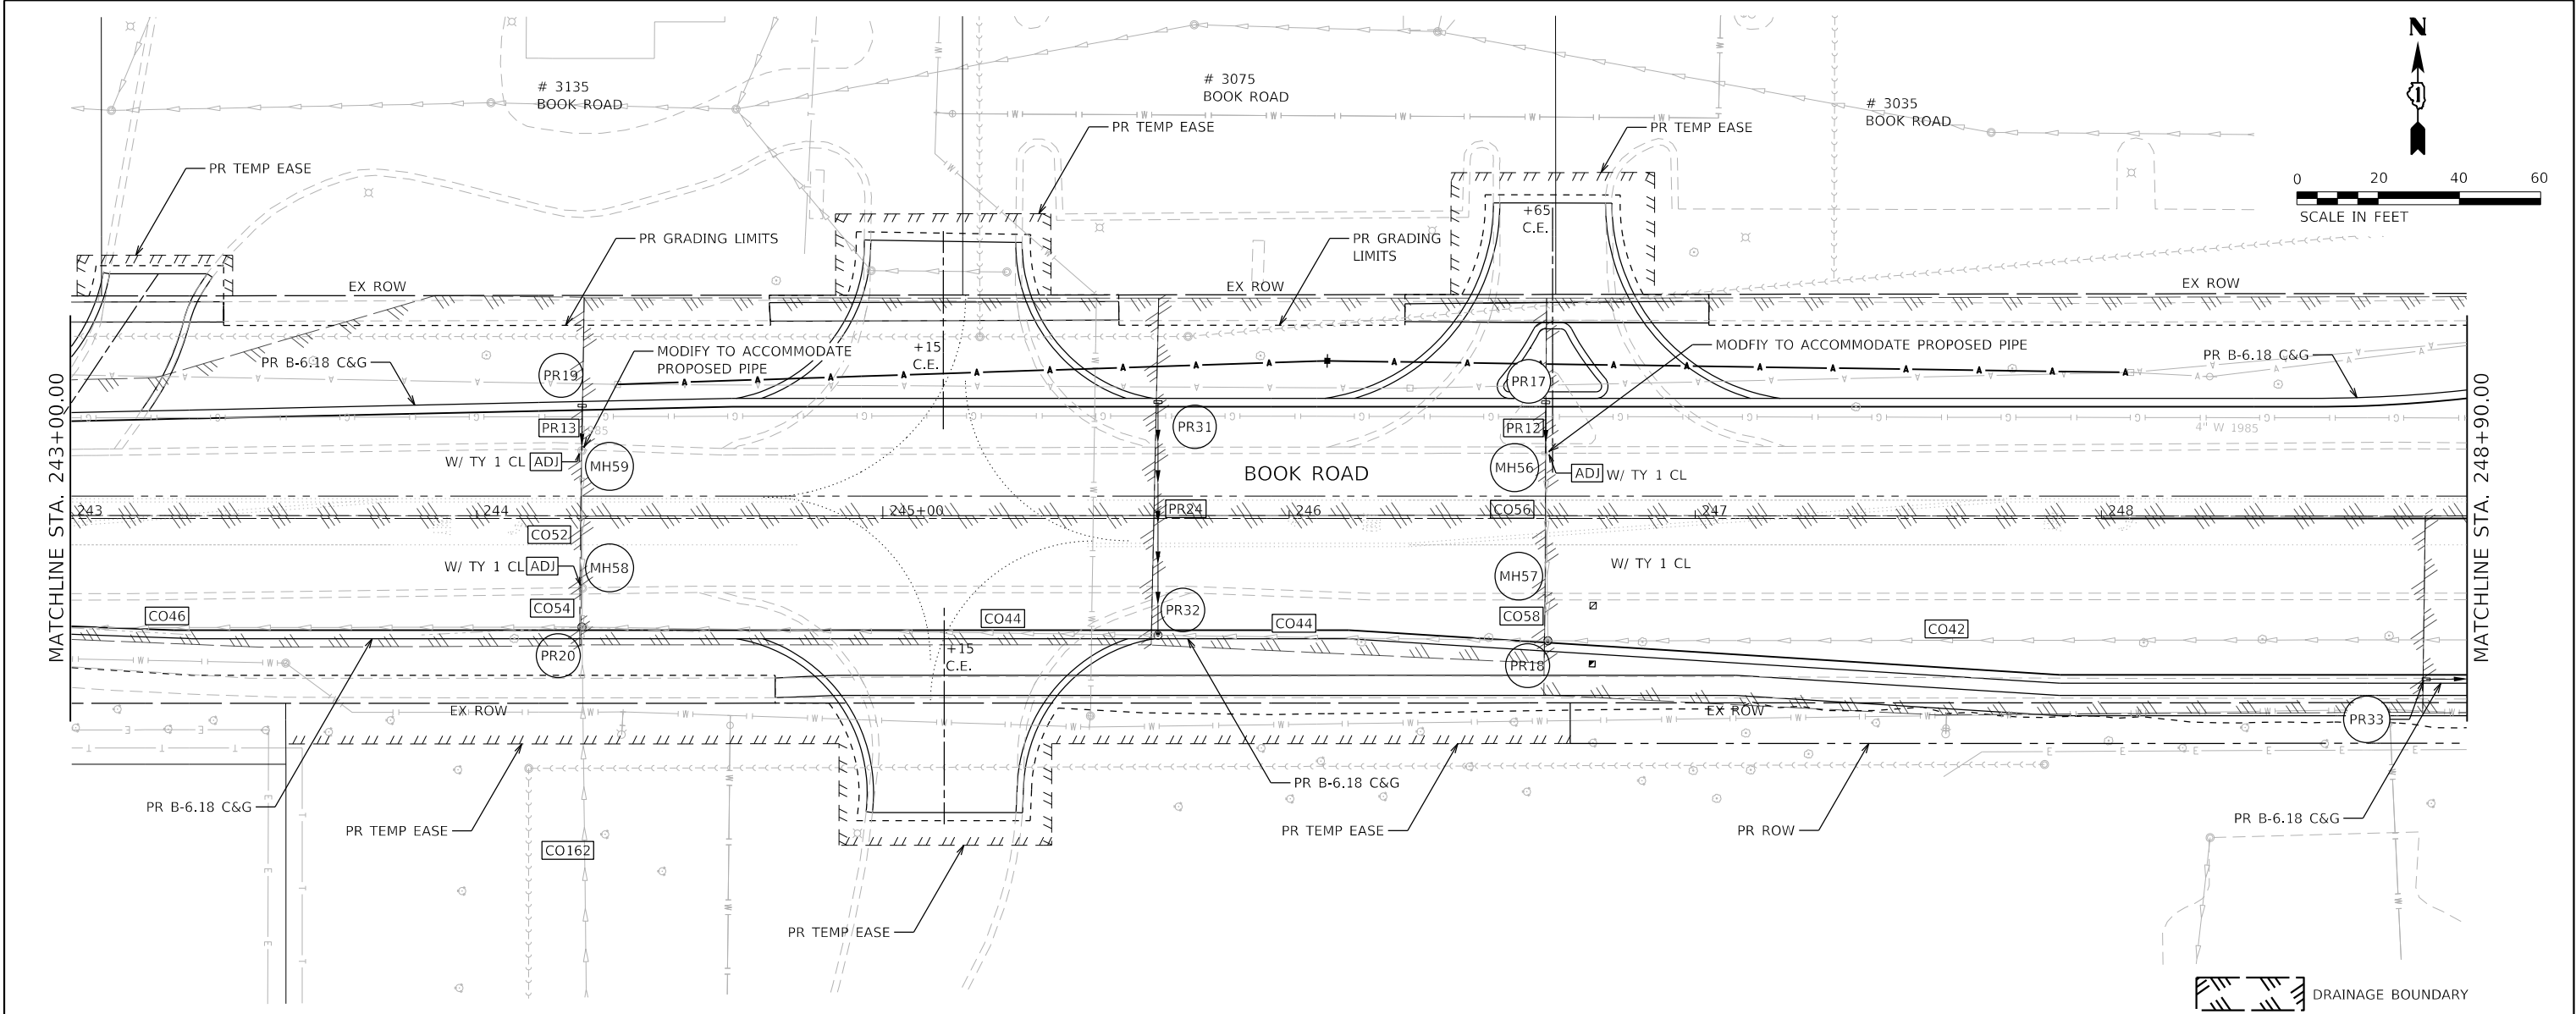 N
# 3135
BOOK ROAD
# 3075
BOOK ROAD
# 3035
BOOK ROAD
PR TEMP EASE
PR TEMP EASE
PR TEMP EASE
0 20 40 60
SCALE IN FEET
+65
C.E.
PR GRADING LIMITS
PR GRADING
LIMITS
EX ROW
EX ROW
EX ROW
MATCHLINE STA. 243+00.00
PR B-6.18 C&G
PR19
MODIFY TO ACCOMMODATE
PROPOSED PIPE
+15
C.E.
MODFIY TO ACCOMMODATE PROPOSED PIPE
PR B-6.18 C&G
PR17
MATCHLINE STA. 248+90.00
PR13
PR31
PR12
4" W 1985
W/ TY 1 CL ADJ
MH59
BOOK ROAD
MH56
ADJ W/ TY 1 CL
243
244
245+00
PR24
246
CO56
247
248
CO52
W/ TY 1 CL ADJ
MH58
MH57
W/ TY 1 CL
CO46
CO54
CO44
PR32
CO44
CO58
CO42
PR20
+15
C.E.
PR18
EX ROW
EX ROW
PR33
PR B-6.18 C&G
PR TEMP EASE
PR B-6.18 C&G
PR TEMP EASE
PR ROW
PR B-6.18 C&G
CO162
PR TEMP EASE
DRAINAGE BOUNDARY